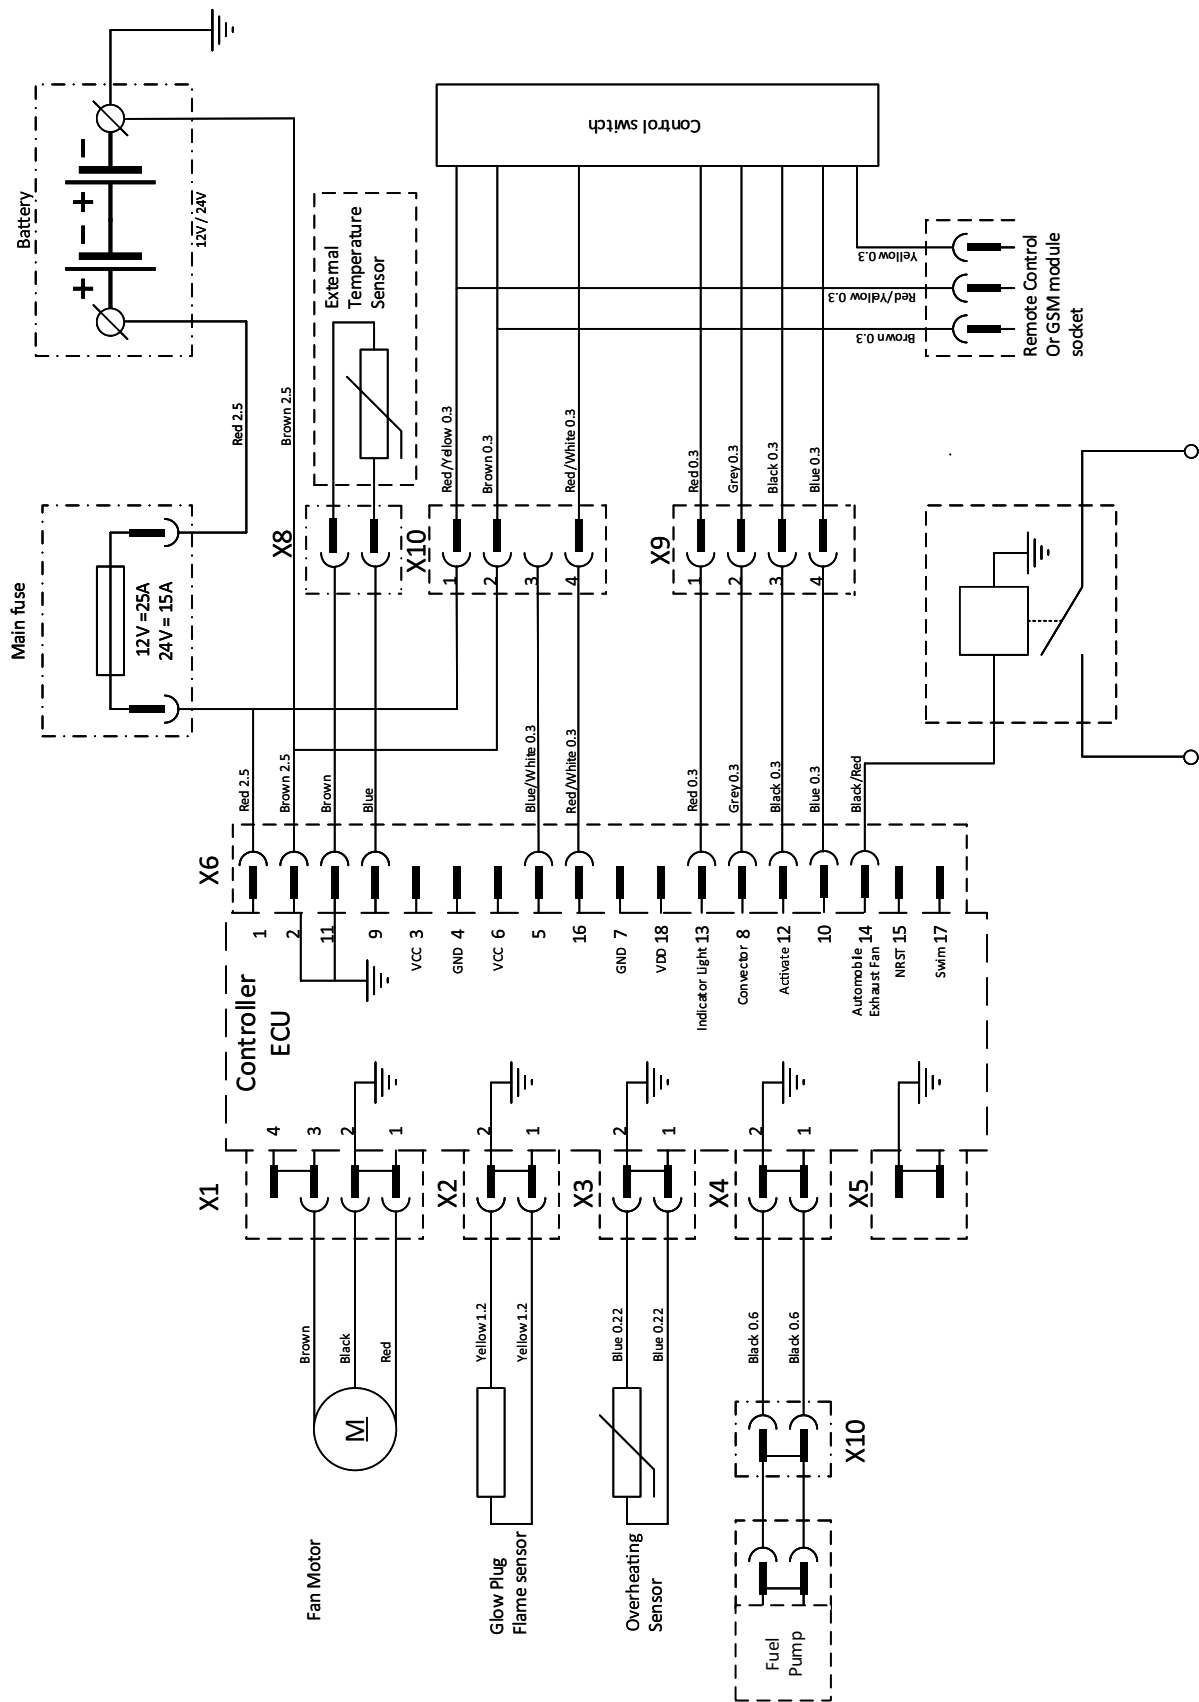 Battery
12V / 24V
Main fuse
12V =25A
24V = 15A
Red 2.5
Brown 2.5
External
Temperature
Sensor
X8
X10
1
2
3
4
Red/Yellow 0.3
Brown 0.3
Red/White 0.3
Control switch
X9
1
2
3
4
Red 0.3
Grey 0.3
Black 0.3
Blue 0.3
Yellow 0.3
Red/Yellow 0.3
Brown 0.3
Remote Control
Or GSM module
socket
Red 2.5
Brown 2.5
Brown
Blue
Blue/White 0.3
Red/White 0.3
Red 0.3
Grey 0.3
Black 0.3
Blue 0.3
Black/Red
X6
1
2
11
9
VCC 3
GND 4
VCC 6
5
16
GND 7
VDD 18
Indicator Light 13
Convector 8
Activate 12
10
Automobile 14
Exhaust Fan
NRST 15
Swim 17
Controller
ECU
X1
4
3
2
1
X2
2
1
X3
2
1
X4
2
1
X5
Brown
Black
Red
M
Fan Motor
Yellow 1.2
Yellow 1.2
Glow Plug
Flame sensor
Blue 0.22
Blue 0.22
Overheating
Sensor
Black 0.6
Black 0.6
X10
Fuel
Pump